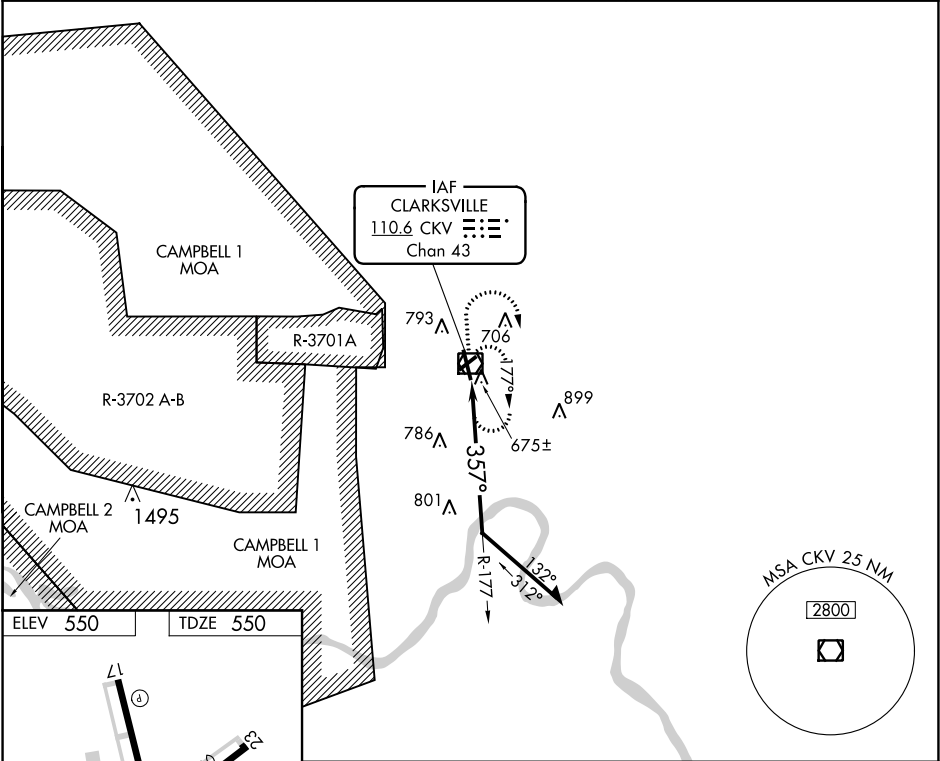 IAF
CLARKSVILLE
110.6 CKV
Chan 43
CAMPBELL 1
MOA
R-3701A
793
706
R-3702 A-B
177°
899
786
675±
357°
801
CAMPBELL 2
MOA
1495
CAMPBELL 1
MOA
R-177
132°
312°
MSA CKV 25 NM
2800
ELEV 550
TDZE 550
17
P
23